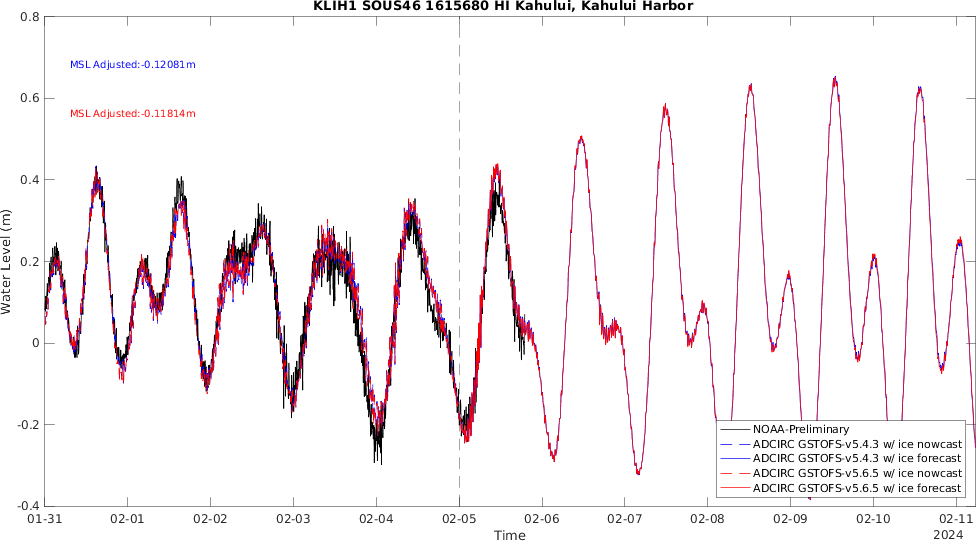 KLIH1 SOUS46 1615680 HI Kahului, Kahului Harbor
0.8
0.6
0.4
0.2
0
-0.2
-0.4
Water Level (m)
MSL Adjusted:-0.12081m
MSL Adjusted:-0.11814m
NOAA-Preliminary
ADCIRC GSTOFS-v5.4.3 w/ ice nowcast
ADCIRC GSTOFS-v5.4.3 w/ ice forecast
ADCIRC GSTOFS-v5.6.5 w/ ice nowcast
ADCIRC GSTOFS-v5.6.5 w/ ice forecast
01-31 02-01 02-02 02-03 02-04 02-05 02-06 02-07 02-08 02-09 02-10 02-11
Time
2024